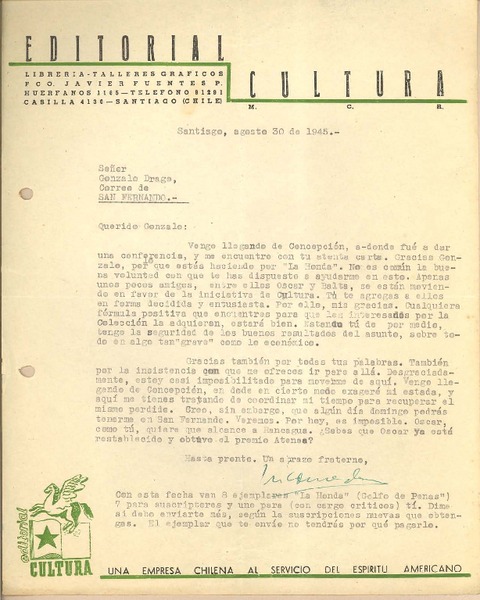 EDITORIAL
LIBRERIA-TALLERES GRAFICOS
FCO. JAVIER FUENTES P.
HUERFANOS 1165-TELEFONO 81291
CASILLA 4130-SANTIAGO (CHILE)
CULTURA
M. C. R.
Santiago, agosto 30 de 1945.-
Señor
Gonzalo Drago,
Correo de
SAN FERNANDO.-
Querido Gonzalo:
Vengo llegando de Concepción, a-donde fué a dar
una conferencia, y me encuentro con tu atenta carta. Gracias Gon-
zalo, por lo que estás haciendo por "La Honda". No es común la bue-
na voluntad con que te has dispuesto a ayudarme en esto. Apenas
unos pocos amigos, entre ellos Oscar y Balta, se están movien-
do en favor de la iniciativa de Cultura. Tú te agregas a ellos
en forma decidida y entusiasta. Por ello, mis gracias. Cualquiera
fórmula positiva que encuentres para que los interesados por la
Colección la adquieran, estará bien. Estando tú de por medio,
tengo la seguridad de los buenos resultados del asunto, sobre to-
do en algo tan"grave" como lo económico.
Gracias también por todas tus palabras. También
por la insistencia con que me ofreces ir para allá. Desgraciada-
mente, estoy casi imposibilitado para moverme de aquí. Vengo lle-
gando de Concepción, en donde en cierto modo exageré mi estada, y
aquí me tienes tratando de coordinar mi tiempo para recuperar el
mismo perdido. Creo, sin embargo, que algún día domingo podrás
tenerme en San Fernando. Veremos. Por hoy, es imposible. Oscar,
como tú, quiere que alcance a Rancagua. ¿Sabes que Oscar ya está
restablecido y obtuvo el premio Atenea?
Hasta pronto. Un abrazo fraterno,
Con esta fecha van 8 ejemplares "La Honda" (Golfo de Penas")
7 para suscriptores y uno para (con cargo críticos) tí. Dime
si debo enviarte más, según la suscripciones nuevas que obten-
gas. El ejemplar que te envío no tendrás por qué pagarlo.
editorial
CULTURA
UNA EMPRESA CHILENA AL SERVICIO DEL ESPIRITU AMERICANO